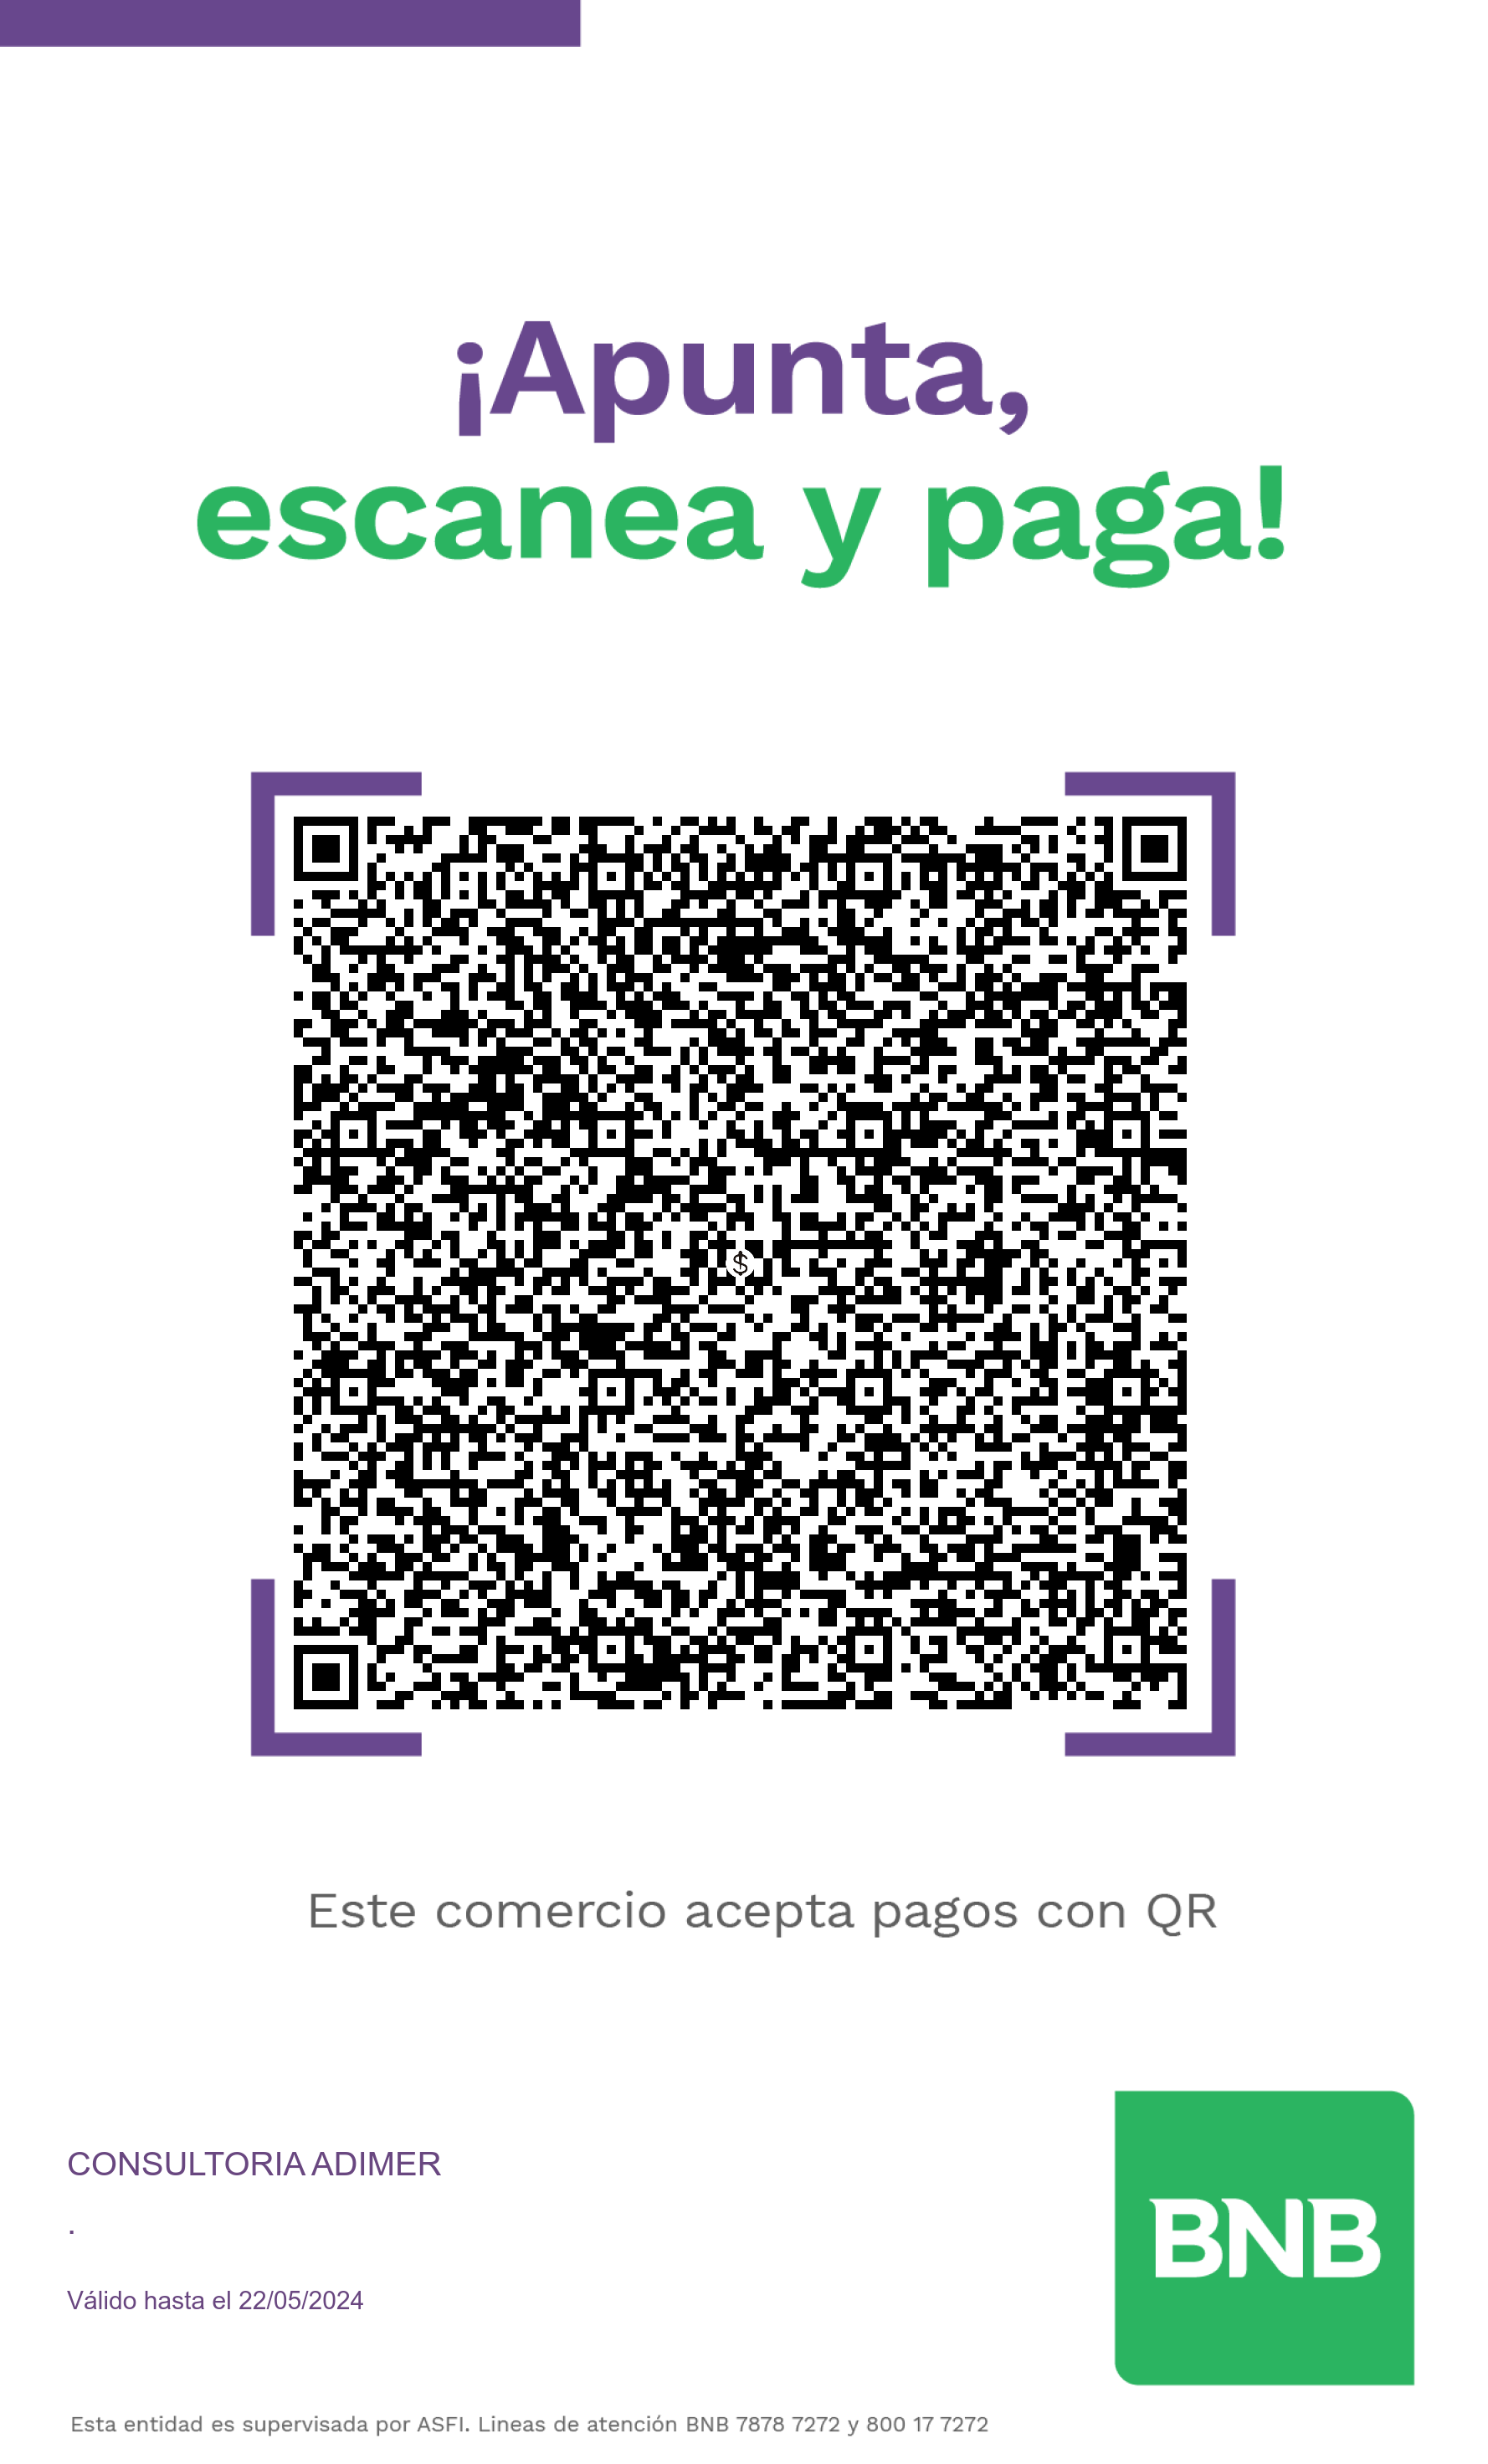 ¡Apunta,
escanea y paga!
$
Este comercio acepta pagos con QR
CONSULTORIA ADIMER
.
Válido hasta el 22/05/2024
BNB
Esta entidad es supervisada por ASFI. Lineas de atención BNB 7878 7272 y 800 17 7272